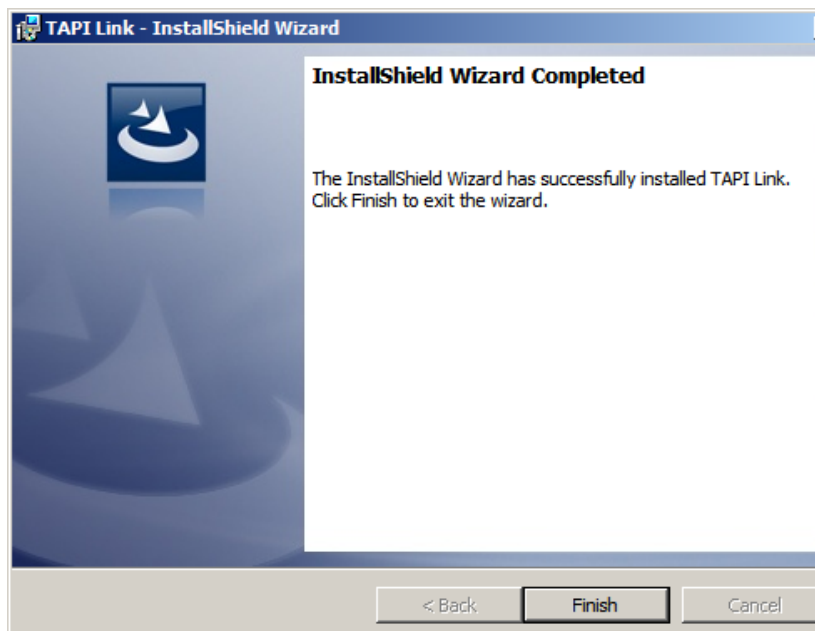 TAPI Link - InstallShield Wizard
InstallShield Wizard Completed
The InstallShield Wizard has successfully installed TAPI Link.
Click Finish to exit the wizard.
< Back
Finish
Cancel